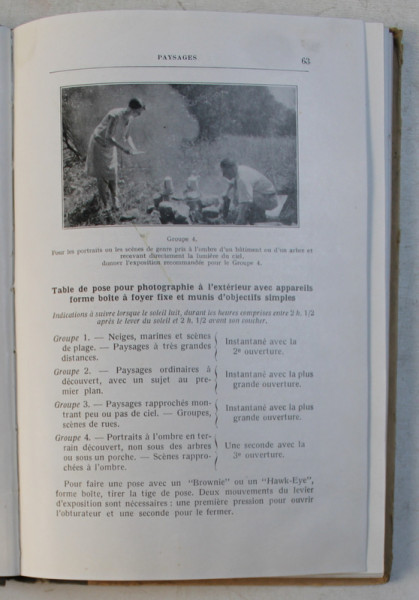 PAYSAGES
63
Groupe 4.
Pour les portraits ou les scènes de genre pris à l'ombre d'un bâtiment ou d'un arbre et
recevant directement la lumière du ciel,
donnez l'exposition recommandée pour le Groupe 4.
Table de pose pour photographie à l'extérieur avec appareils
forme boîte à foyer fixe et munis d'objectifs simples
Indications à suivre lorsque le soleil luit, durant les heures comprises entre 2 h. 1/2
après le lever du soleil et 2 h. 1/2 avant son coucher.
Groupe 1. — Neiges, marines et scènes
de plage. — Paysages à très grandes
distances.
Instantané avec la
2e ouverture.
Groupe 2. — Paysages ordinaires à
découvert, avec un sujet au pre-
mier plan.
Instantané avec la plus
grande ouverture.
Groupe 3. — Paysages rapprochés mon-
trant peu ou pas de ciel. — Groupes,
scènes de rues.
Instantané avec la plus
grande ouverture.
Groupe 4. — Portraits à l'ombre en ter-
rain découvert, non sous des arbres
ou sous un porche. — Scènes rappro-
chées à l'ombre.
Une seconde avec la
3e ouverture.
Pour faire une pose avec un "Brownie" ou un "Hawk-Eye",
forme boîte, tirer la tige de pose. Deux mouvements du levier
d'exposition sont nécessaires : une première pression pour ouvrir
l'obturateur et une seconde pour le fermer.